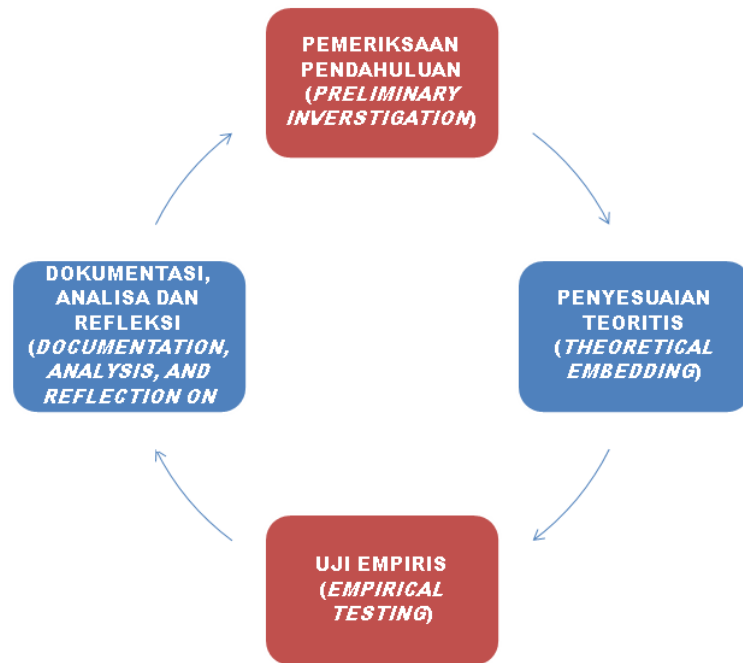 PEMERIKSAAN
PENDAHULUAN
(PRELIMINARY
INVERSTIGATION)
PENYESUAIAN
TEORITIS
(THEORETICAL
EMBEDDING)
UJI EMPIRIS
(EMPIRICAL
TESTING)
DOKUMENTASI,
ANALISA DAN
REFLEKSI
(DOCUMENTATION,
ANALYSIS, AND
REFLECTION ON